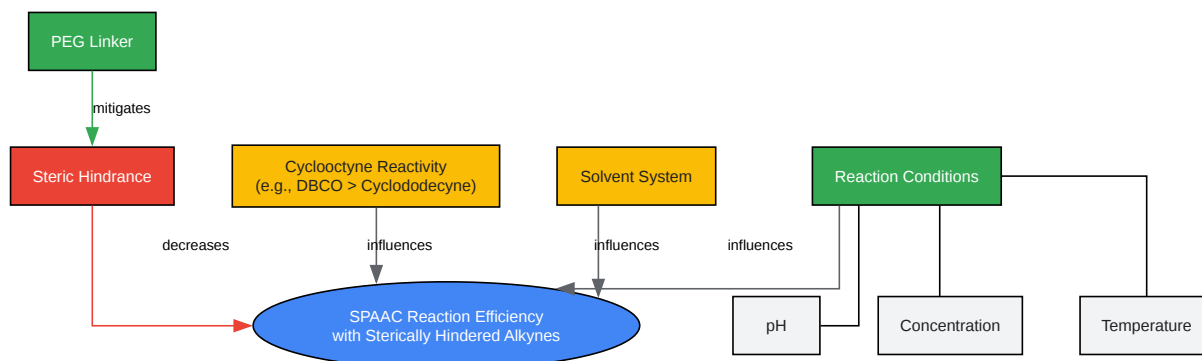 PEG Linker
mitigates
Steric Hindrance
Cyclooctyne Reactivity
(e.g., DBCO > Cyclododecyne)
Solvent System
Reaction Conditions
decreases
influences
influences
influences
SPAAC Reaction Efficiency
with Sterically Hindered Alkynes
pH
Concentration
Temperature